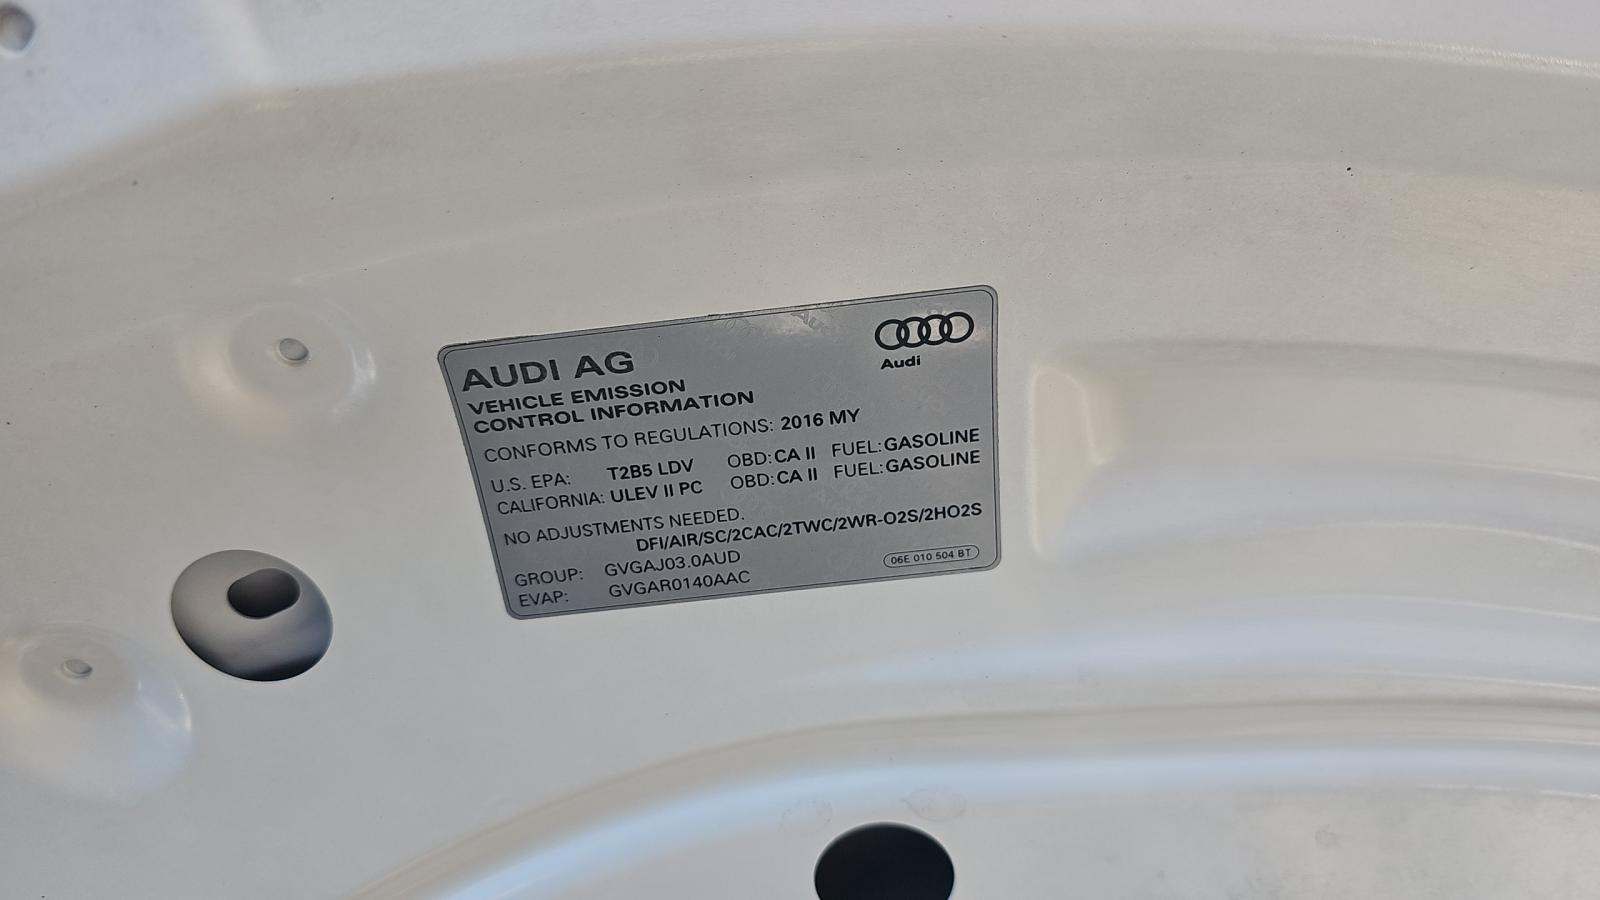 AUDI AG
Audi
VEHICLE EMISSION
CONTROL INFORMATION
CONFORMS TO REGULATIONS: 2016 MY
U.S. EPA: T2B5 LDV OBD: CA II FUEL: GASOLINE
CALIFORNIA: ULEV II PC OBD: CA II FUEL: GASOLINE
NO ADJUSTMENTS NEEDED.
DFI/AIR/SC/2CAC/2TWC/2WR-O2S/2HO2S
GROUP: GVGAJ03.0AUD
EVAP: GVGAR0140AAC
06E 010 504 BT